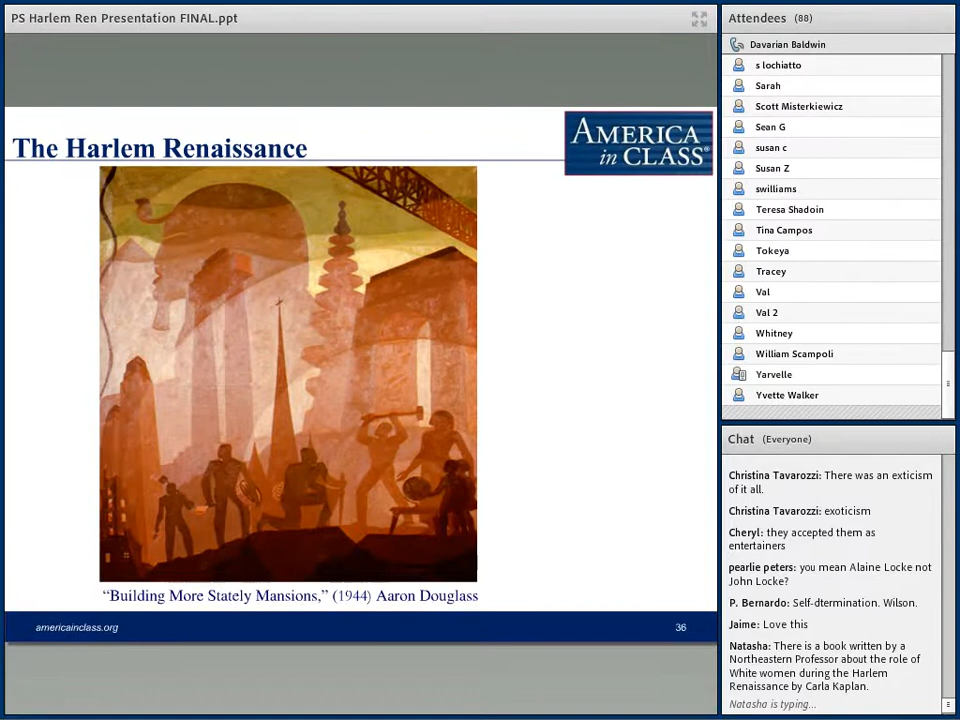 PS Harlem Ren Presentation FINAL.ppt
The Harlem Renaissance
AMERICA
in CLASS®
“Building More Stately Mansions,” (1944) Aaron Douglass
americainclass.org
36
Attendees (88)
Davarian Baldwin
s lochiatto
Sarah
Scott Misterkiewicz
Sean G
susan c
Susan Z
swilliams
Teresa Shadoin
Tina Campos
Tokeya
Tracey
Val
Val 2
Whitney
William Scampoli
Yarvelle
Yvette Walker
Chat (Everyone)
Christina Tavarozzi: There was an exticism
of it all.
Christina Tavarozzi: exoticism
Cheryl: they accepted them as
entertainers
pearlie peters: you mean Alaine Locke not
John Locke?
P. Bernardo: Self-dtermination. Wilson.
Jaime: Love this
Natasha: There is a book written by a
Northeastern Professor about the role of
White women during the Harlem
Renaissance by Carla Kaplan.
Natasha is typing...